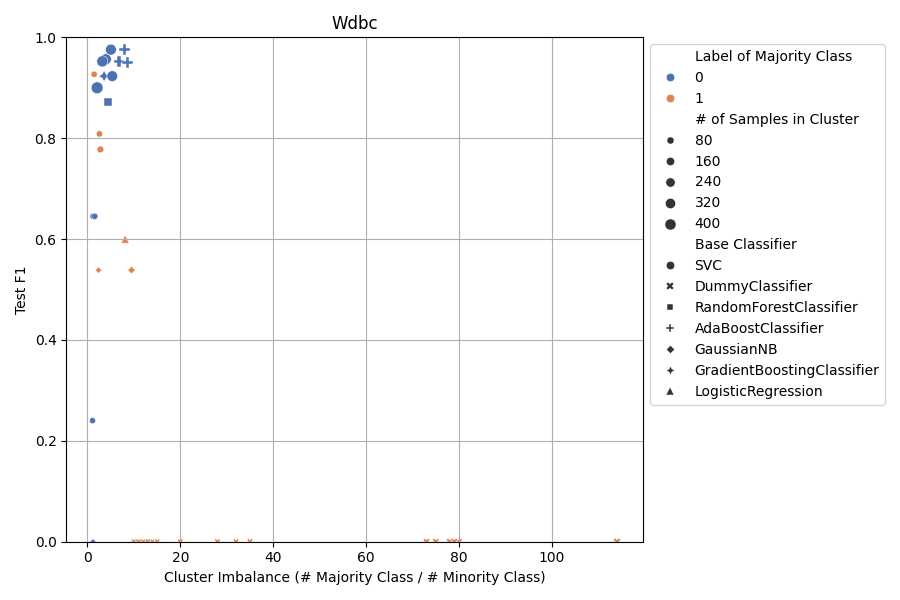 Wdbc
1.0
0.8
0.6
0.4
0.2
0.0
Test F1
0
20
40
60
80
100
Cluster Imbalance (# Majority Class / # Minority Class)
Label of Majority Class
0
1
# of Samples in Cluster
80
160
240
320
400
Base Classifier
SVC
DummyClassifier
RandomForestClassifier
AdaBoostClassifier
GaussianNB
GradientBoostingClassifier
LogisticRegression